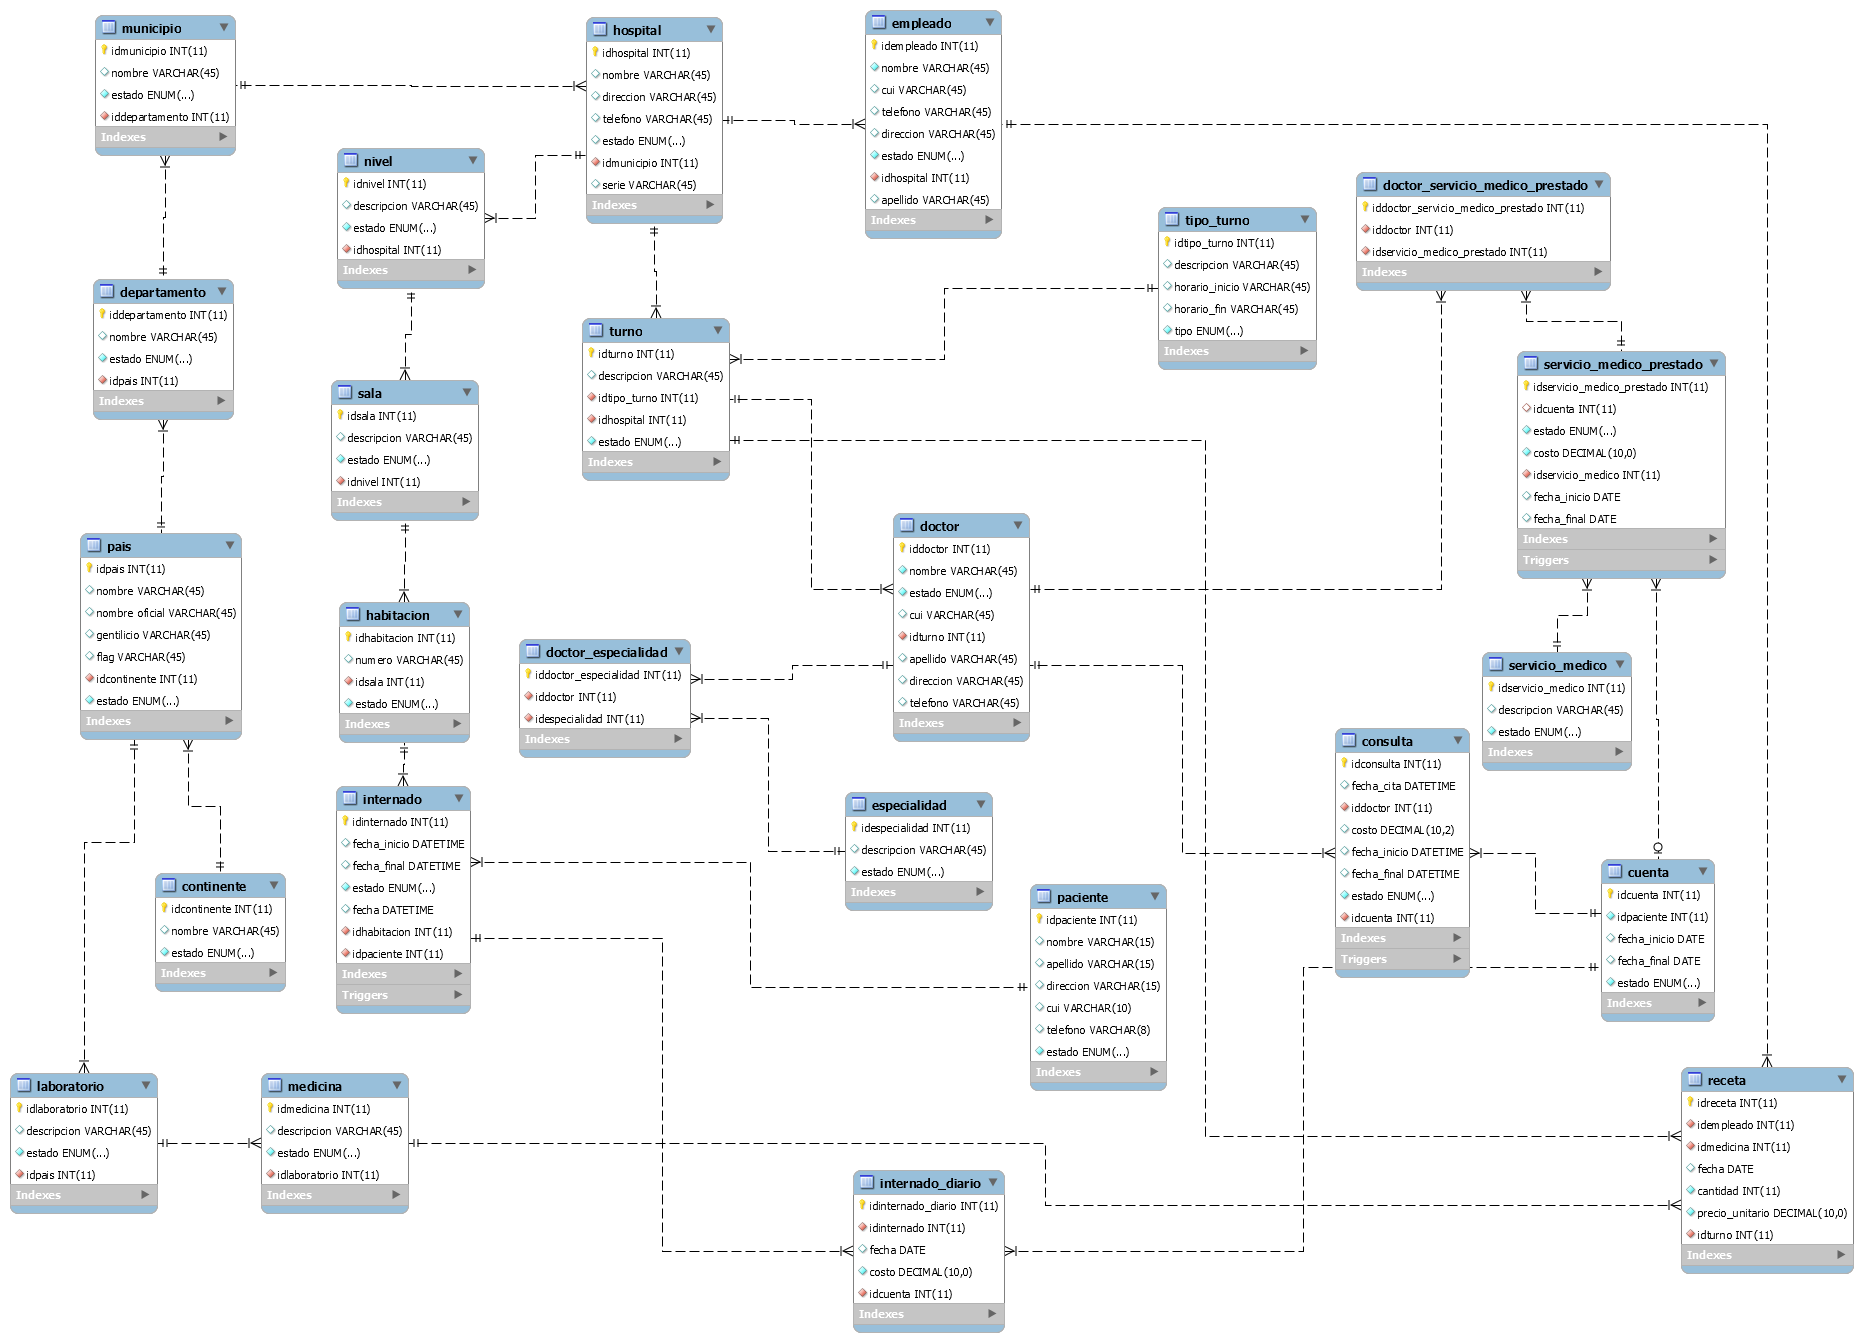 municipio
idmunicipio INT(11)
nombre VARCHAR(45)
estado ENUM(...)
iddepartamento INT(11)
Indexes
hospital
idhospital INT(11)
nombre VARCHAR(45)
direccion VARCHAR(45)
telefono VARCHAR(45)
estado ENUM(...)
idmunicipio INT(11)
serie VARCHAR(45)
Indexes
empleado
idempleado INT(11)
nombre VARCHAR(45)
cui VARCHAR(45)
telefono VARCHAR(45)
direccion VARCHAR(45)
estado ENUM(...)
idhospital INT(11)
apellido VARCHAR(45)
Indexes
nivel
idnivel INT(11)
descripcion VARCHAR(45)
estado ENUM(...)
idhospital INT(11)
Indexes
doctor_servicio_medico_prestado
iddoctor_servicio_medico_prestado INT(11)
iddoctor INT(11)
idservicio_medico_prestado INT(11)
Indexes
tipo_turno
idtipo_turno INT(11)
descripcion VARCHAR(45)
horario_inicio VARCHAR(45)
horario_fin VARCHAR(45)
tipo ENUM(...)
Indexes
departamento
iddepartamento INT(11)
nombre VARCHAR(45)
estado ENUM(...)
idpais INT(11)
Indexes
turno
idturno INT(11)
descripcion VARCHAR(45)
idtipo_turno INT(11)
idhospital INT(11)
estado ENUM(...)
Indexes
servicio_medico_prestado
idservicio_medico_prestado INT(11)
idcuenta INT(11)
estado ENUM(...)
costo DECIMAL(10,0)
idservicio_medico INT(11)
fecha_inicio DATE
fecha_final DATE
Indexes
Triggers
sala
idsala INT(11)
descripcion VARCHAR(45)
estado ENUM(...)
idnivel INT(11)
Indexes
doctor
iddoctor INT(11)
nombre VARCHAR(45)
estado ENUM(...)
cui VARCHAR(45)
idturno INT(11)
apellido VARCHAR(45)
direccion VARCHAR(45)
telefono VARCHAR(45)
Indexes
pais
idpais INT(11)
nombre VARCHAR(45)
nombre oficial VARCHAR(45)
gentilicio VARCHAR(45)
flag VARCHAR(45)
idcontinente INT(11)
estado ENUM(...)
Indexes
habitacion
idhabitacion INT(11)
numero VARCHAR(45)
idsala INT(11)
estado ENUM(...)
Indexes
doctor_especialidad
iddoctor_especialidad INT(11)
iddoctor INT(11)
idespecialidad INT(11)
Indexes
servicio_medico
idservicio_medico INT(11)
descripcion VARCHAR(45)
estado ENUM(...)
Indexes
consulta
idconsulta INT(11)
fecha_cita DATETIME
iddoctor INT(11)
costo DECIMAL(10,2)
fecha_inicio DATETIME
fecha_final DATETIME
estado ENUM(...)
idcuenta INT(11)
Indexes
Triggers
internado
idinternado INT(11)
fecha_inicio DATETIME
fecha_final DATETIME
estado ENUM(...)
fecha DATETIME
idhabitacion INT(11)
idpaciente INT(11)
Indexes
Triggers
especialidad
idespecialidad INT(11)
descripcion VARCHAR(45)
estado ENUM(...)
Indexes
cuenta
idcuenta INT(11)
idpaciente INT(11)
fecha_inicio DATE
fecha_final DATE
estado ENUM(...)
Indexes
continente
idcontinente INT(11)
nombre VARCHAR(45)
estado ENUM(...)
Indexes
paciente
idpaciente INT(11)
nombre VARCHAR(15)
apellido VARCHAR(15)
direccion VARCHAR(15)
cui VARCHAR(10)
telefono VARCHAR(8)
estado ENUM(...)
Indexes
laboratorio
idlaboratorio INT(11)
descripcion VARCHAR(45)
estado ENUM(...)
idpais INT(11)
Indexes
medicina
idmedicina INT(11)
descripcion VARCHAR(45)
estado ENUM(...)
idlaboratorio INT(11)
Indexes
receta
idreceta INT(11)
idempleado INT(11)
idmedicina INT(11)
fecha DATE
cantidad INT(11)
precio_unitario DECIMAL(10,0)
idturno INT(11)
Indexes
internado_diario
idinternado_diario INT(11)
idinternado INT(11)
fecha DATE
costo DECIMAL(10,0)
idcuenta INT(11)
Indexes